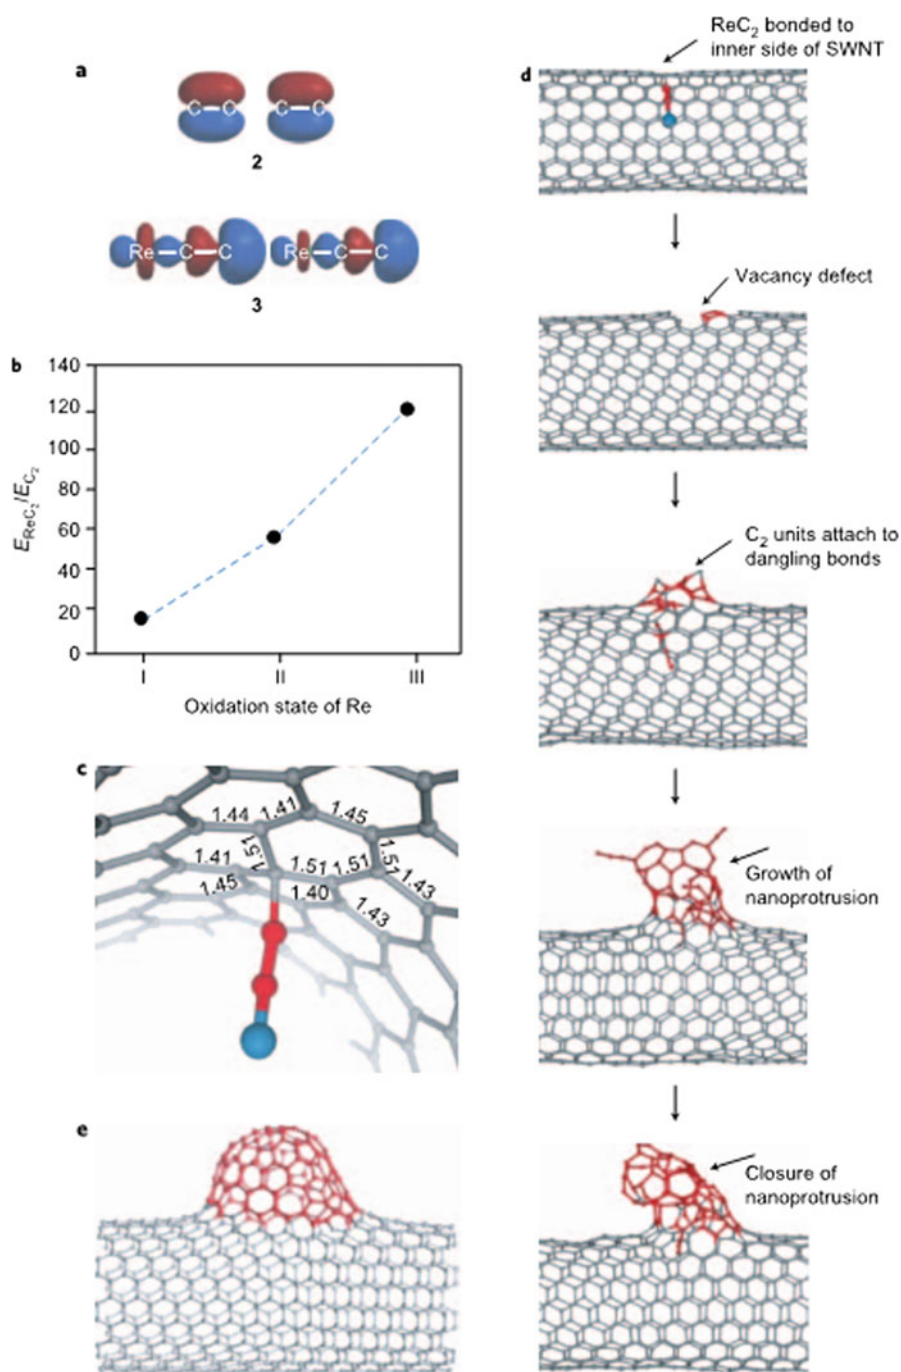 a
C–C C–C
2
Re–C–C Re–C–C
3
b
140
120
100
80
60
40
20
0
E_ReC₂/E_C₂
I II III
Oxidation state of Re
c
1.44 1.41 1.45
1.51 1.51
1.41 1.51 1.51 1.43
1.45 1.40 1.43
e
d
ReC₂ bonded to
inner side of SWNT
Vacancy defect
C₂ units attach to
dangling bonds
Growth of
nanoprotrusion
Closure of
nanoprotrusion